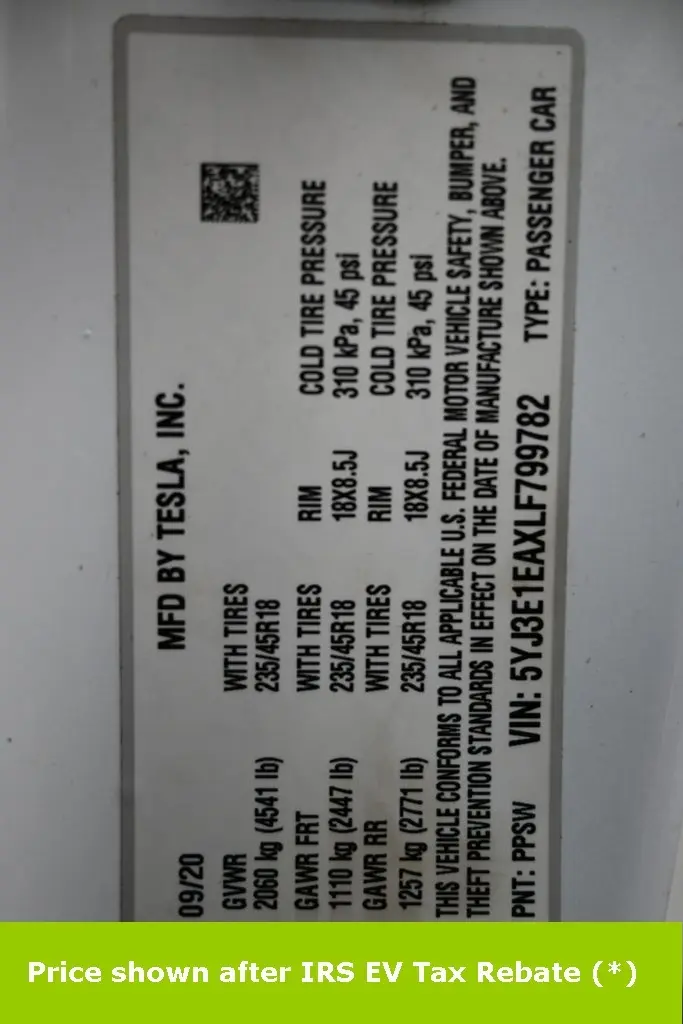 MFD BY TESLA, INC.
09/20
GVWR WITH TIRES
2060 kg (4541 lb) 235/45R18
GAWR FRT WITH TIRES RIM COLD TIRE PRESSURE
1110 kg (2447 lb) 235/45R18 18X8.5J 310 kPa, 45 psi
GAWR RR WITH TIRES RIM COLD TIRE PRESSURE
1257 kg (2771 lb) 235/45R18 18X8.5J 310 kPa, 45 psi
THIS VEHICLE CONFORMS TO ALL APPLICABLE U.S. FEDERAL MOTOR VEHICLE SAFETY, BUMPER, AND
THEFT PREVENTION STANDARDS IN EFFECT ON THE DATE OF MANUFACTURE SHOWN ABOVE.
PNT: PPSW VIN: 5YJ3E1EAXLF799782 TYPE: PASSENGER CAR
Price shown after IRS EV Tax Rebate (*)